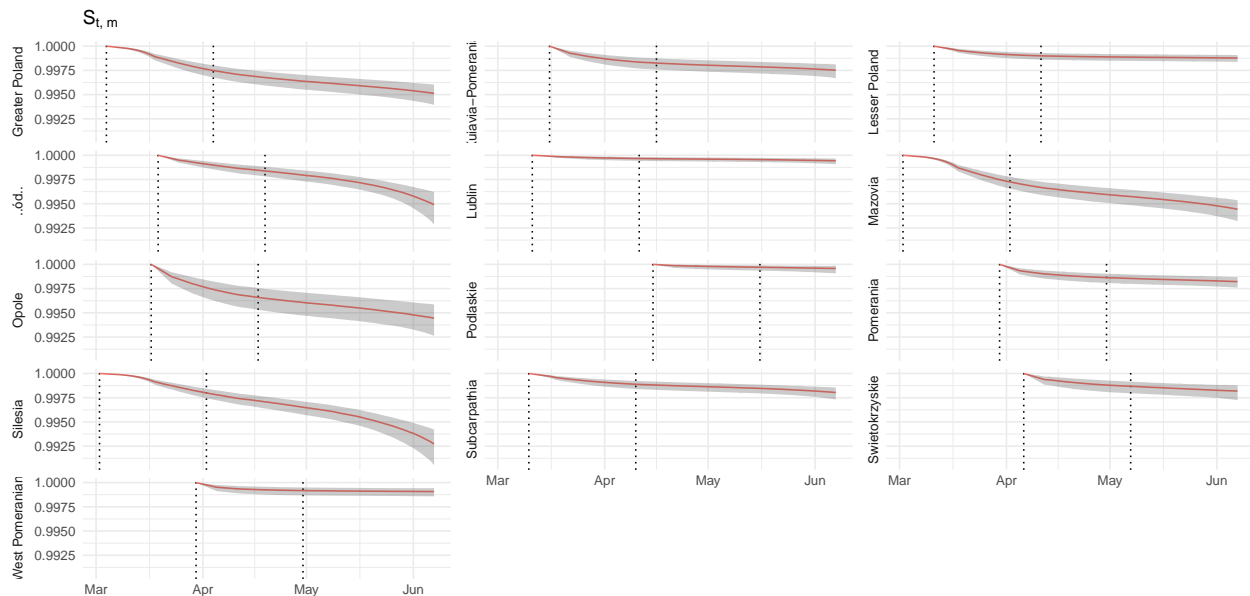 S t, m
Greater Poland
1.0000
0.9975
0.9950
0.9925
uiavia−Pomerani
Lesser Poland
..ód..
1.0000
0.9975
0.9950
0.9925
Lublin
Mazovia
Opole
1.0000
0.9975
0.9950
0.9925
Podlaskie
Pomerania
Silesia
1.0000
0.9975
0.9950
0.9925
Subcarpathia
Swietokrzyskie
Mar Apr May Jun
Mar Apr May Jun
West Pomeranian
1.0000
0.9975
0.9950
0.9925
Mar Apr May Jun